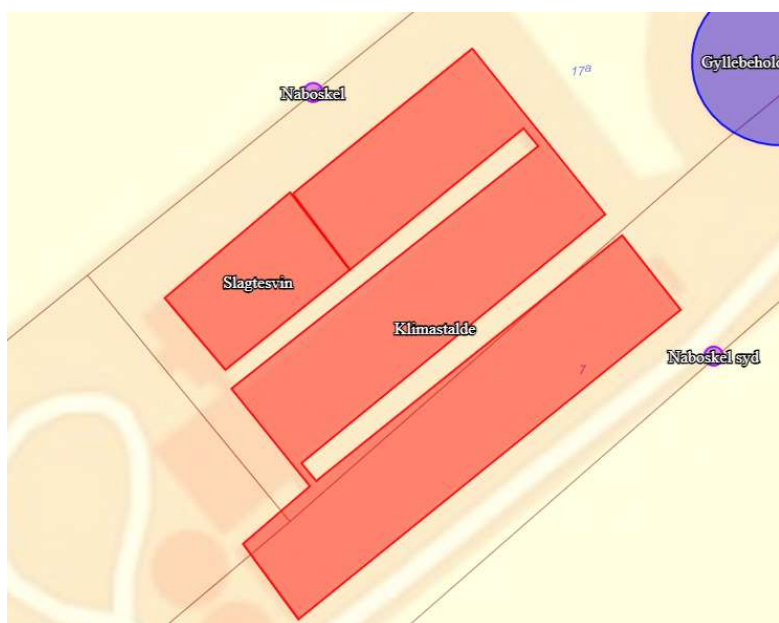 17a
Gyllebehold
Naboskel
Slagtesvin
Klimastalde
Naboskel syd
7